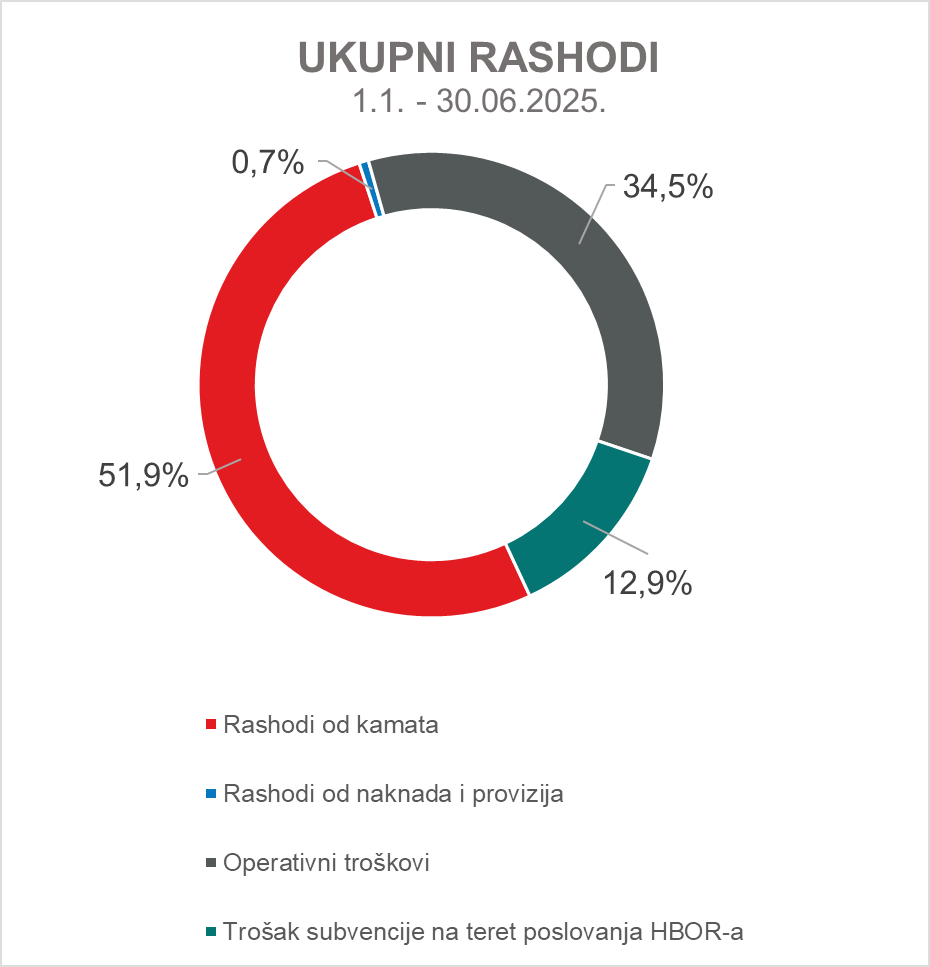 UKUPNI RASHODI
1.1. - 30.06.2025.
0,7%
34,5%
51,9%
12,9%
Rashodi od kamata
Rashodi od naknada i provizija
Operativni troškovi
Trošak subvencije na teret poslovanja HBOR-a